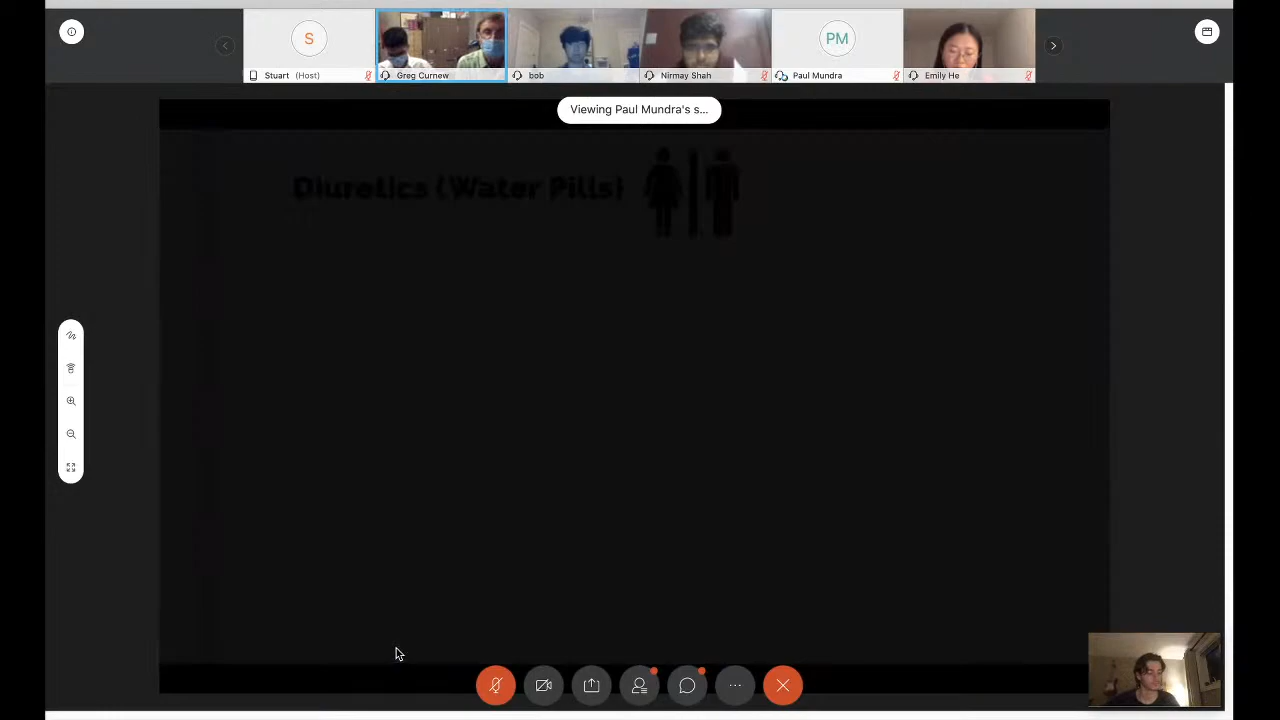 S
PM
Stuart (Host)
Greg Curnew
bob
Nirmay Shah
Paul Mundra
Emily He
Viewing Paul Mundra's s...
Diuretics (Water Pills)